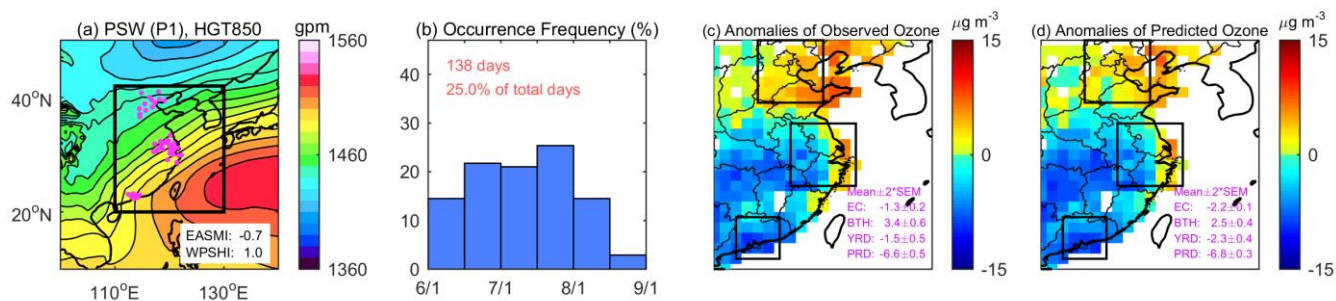 (a) PSW (P1), HGT850
gpm
1560
1460
1360
40°N
20°N
110°E
130°E
EASMI: -0.7
WPSHI: 1.0
(b) Occurrence Frequency (%)
138 days
25.0% of total days
40
30
20
10
0
6/1
7/1
8/1
9/1
(c) Anomalies of Observed Ozone
μg m-3
15
0
-15
Mean±2*SEM
EC: -1.3±0.2
BTH: 3.4±0.6
YRD: -1.5±0.5
PRD: -6.6±0.5
(d) Anomalies of Predicted Ozone
μg m-3
15
0
-15
Mean±2*SEM
EC: -2.2±0.1
BTH: 2.5±0.4
YRD: -2.3±0.4
PRD: -6.8±0.3